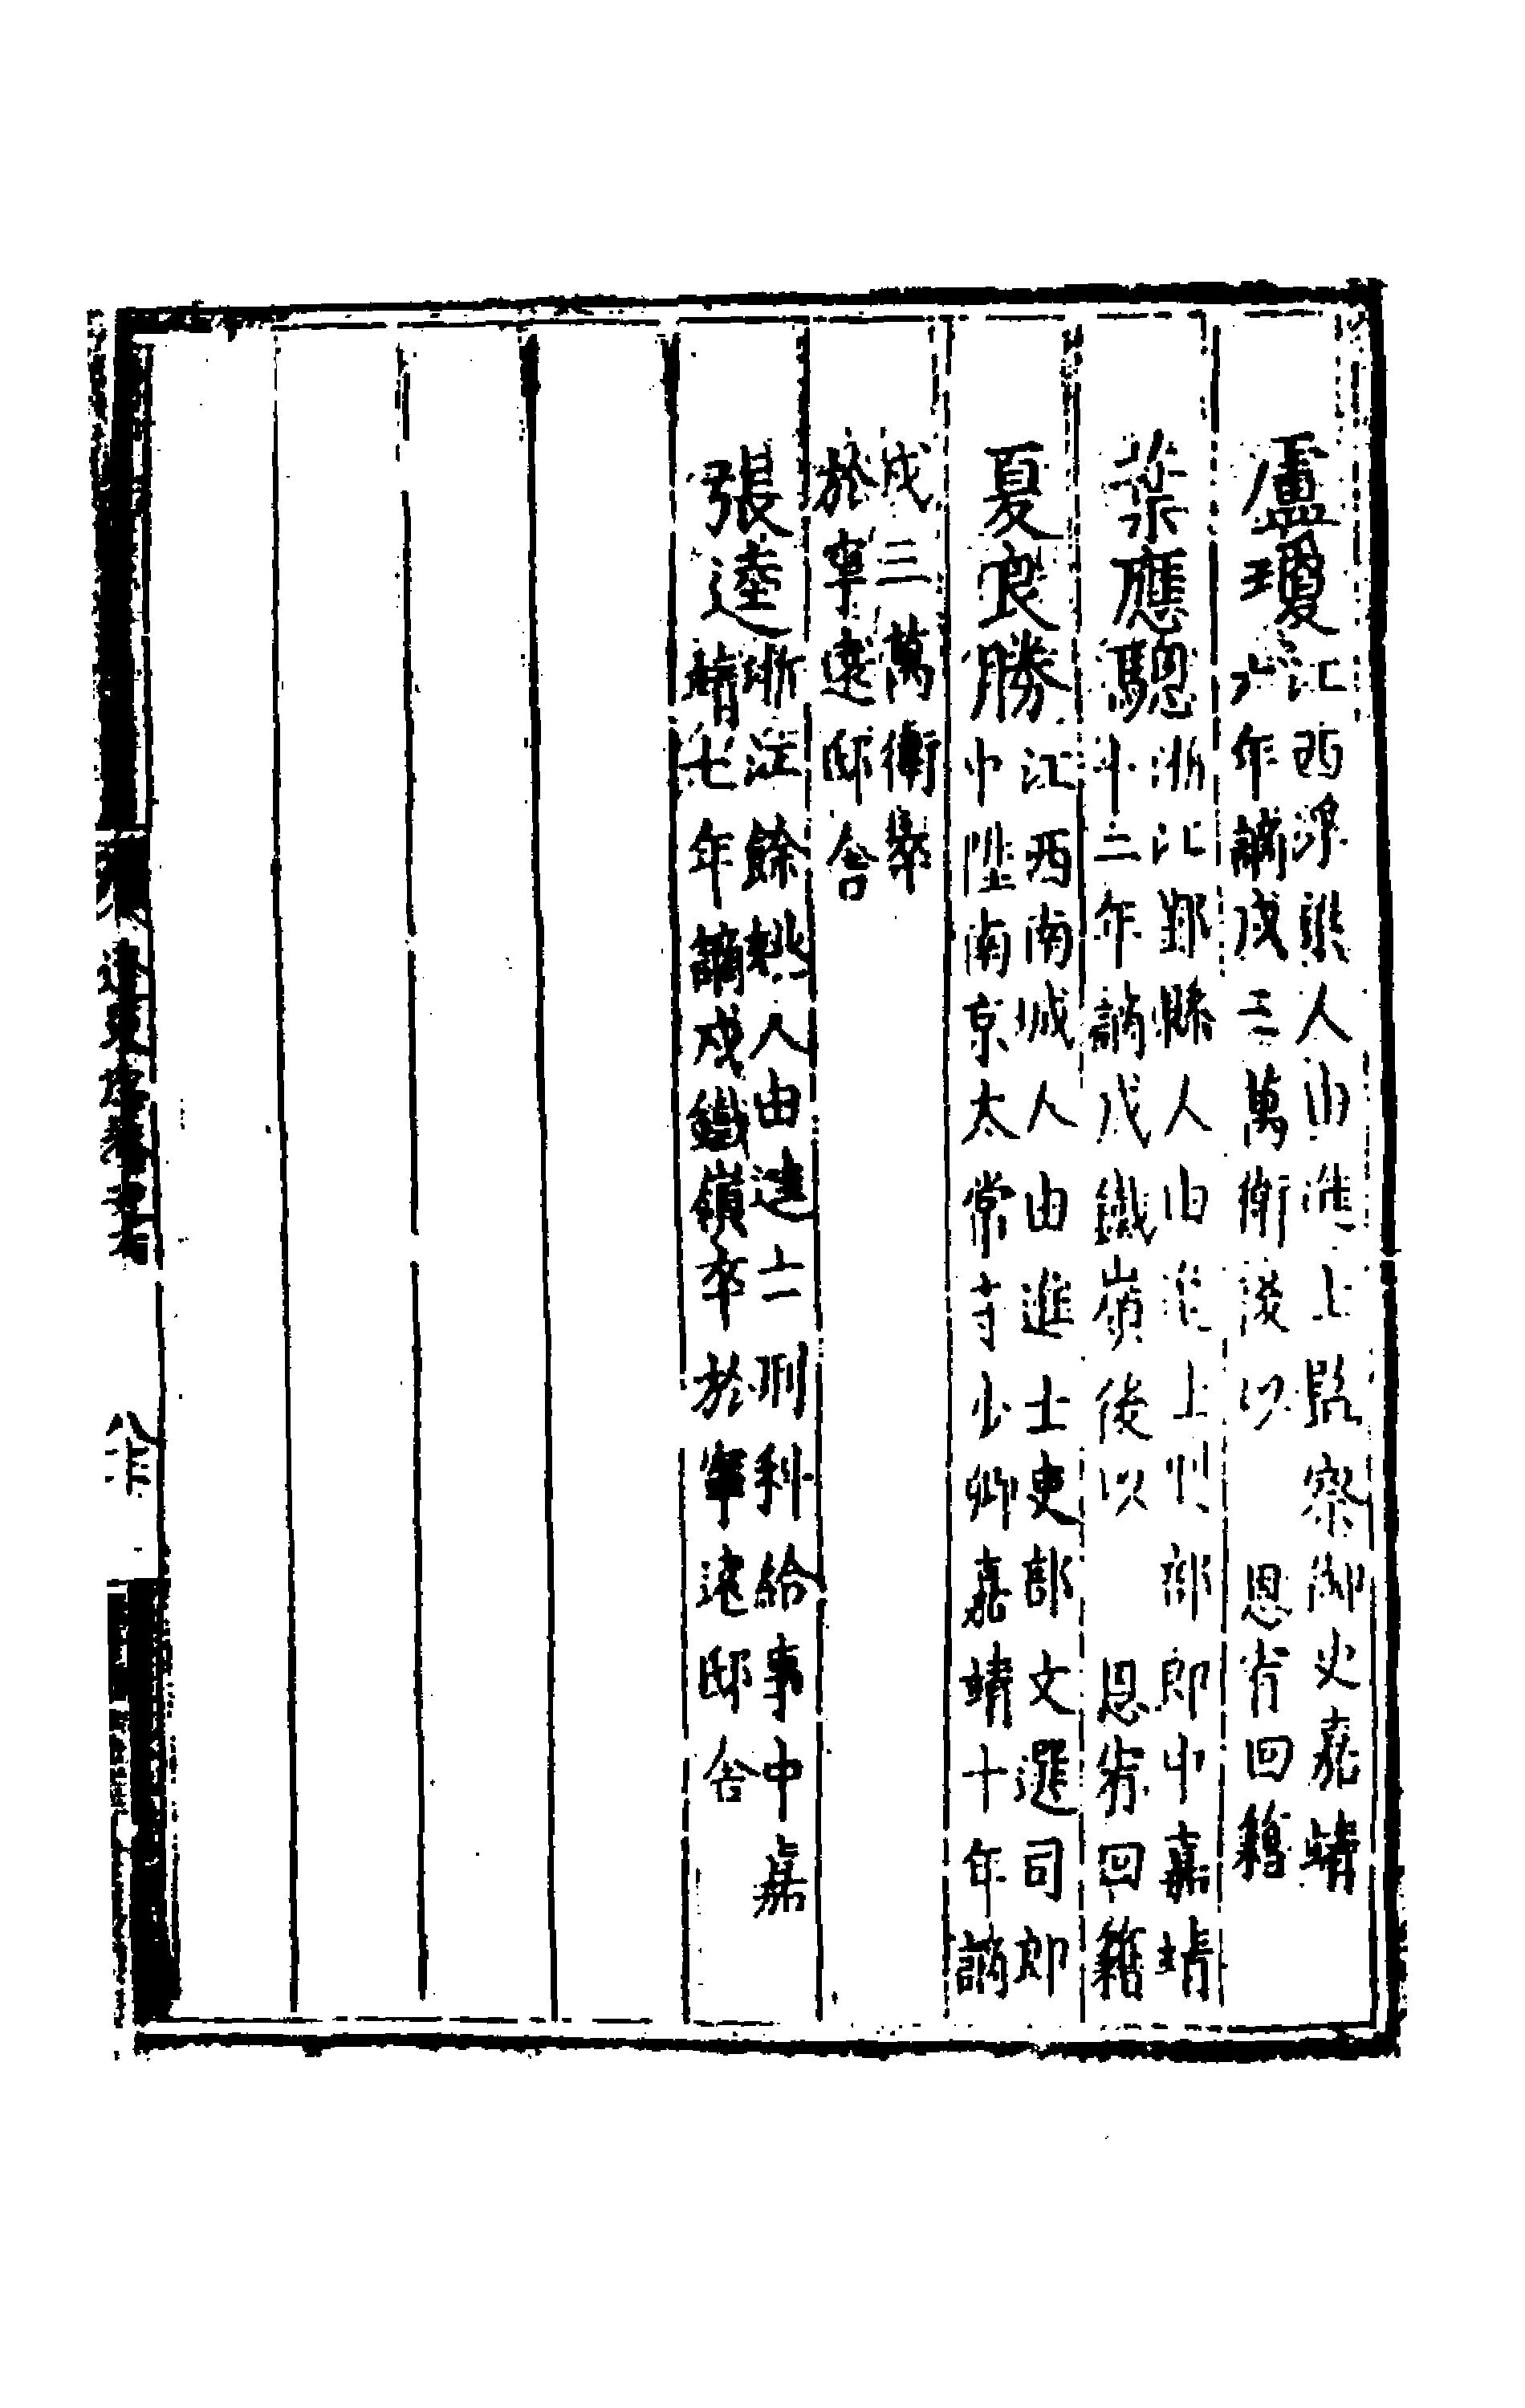 盧瓊江西浮梁人由進士監察御史嘉靖
六年謫戍三萬衛後以　恩宥回籍
葉應驄浙江鄞縣人由進士刑部郎中嘉靖
十二年謫戍鐵嶺後以　恩宥回籍
夏良勝江西南城人由進士吏部文選司郎
中陞南京太常寺少卿嘉靖十年謫
戍三萬衛卒
於寧遠邸舍
張逵浙江餘姚人由進士刑科給事中嘉
靖七年謫戍鐵嶺卒於寧遠邸舍
遼東志卷